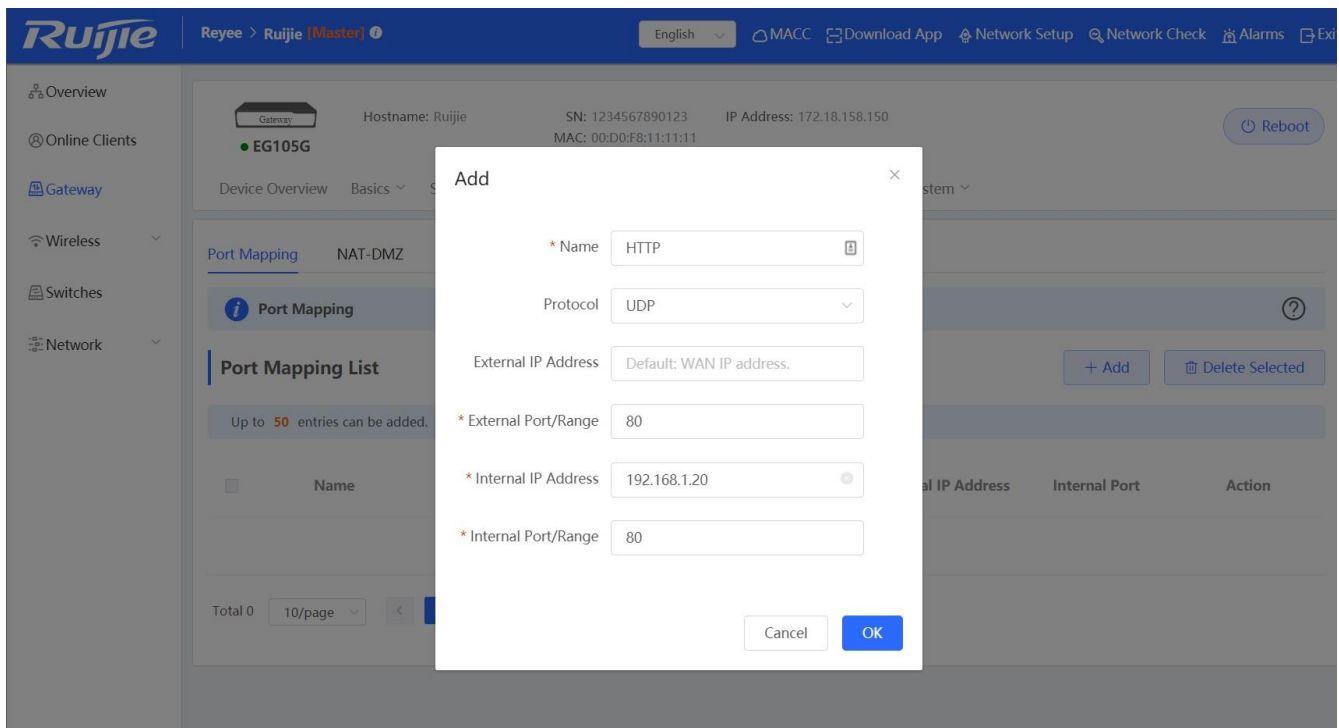 Ruijie
Reyee > Ruijie [Master]
English
MACC
Download App
Network Setup
Network Check
Alarms
Overview
Online Clients
Gateway
Wireless
Switches
Network
Gateway
EG105G
Hostname: Ruijie
SN: 1234567890123
IP Address: 172.18.158.150
MAC: 00:D0:F8:11:11:11
Reboot
Device Overview
Basics
Port Mapping
NAT-DMZ
Port Mapping
Port Mapping List
+ Add
Delete Selected
Up to 50 entries can be added.
Name
IP Address
Internal Port
Action
Total 0
10/page
Add
* Name
HTTP
Protocol
UDP
External IP Address
Default: WAN IP address.
* External Port/Range
80
* Internal IP Address
192.168.1.20
* Internal Port/Range
80
Cancel
OK